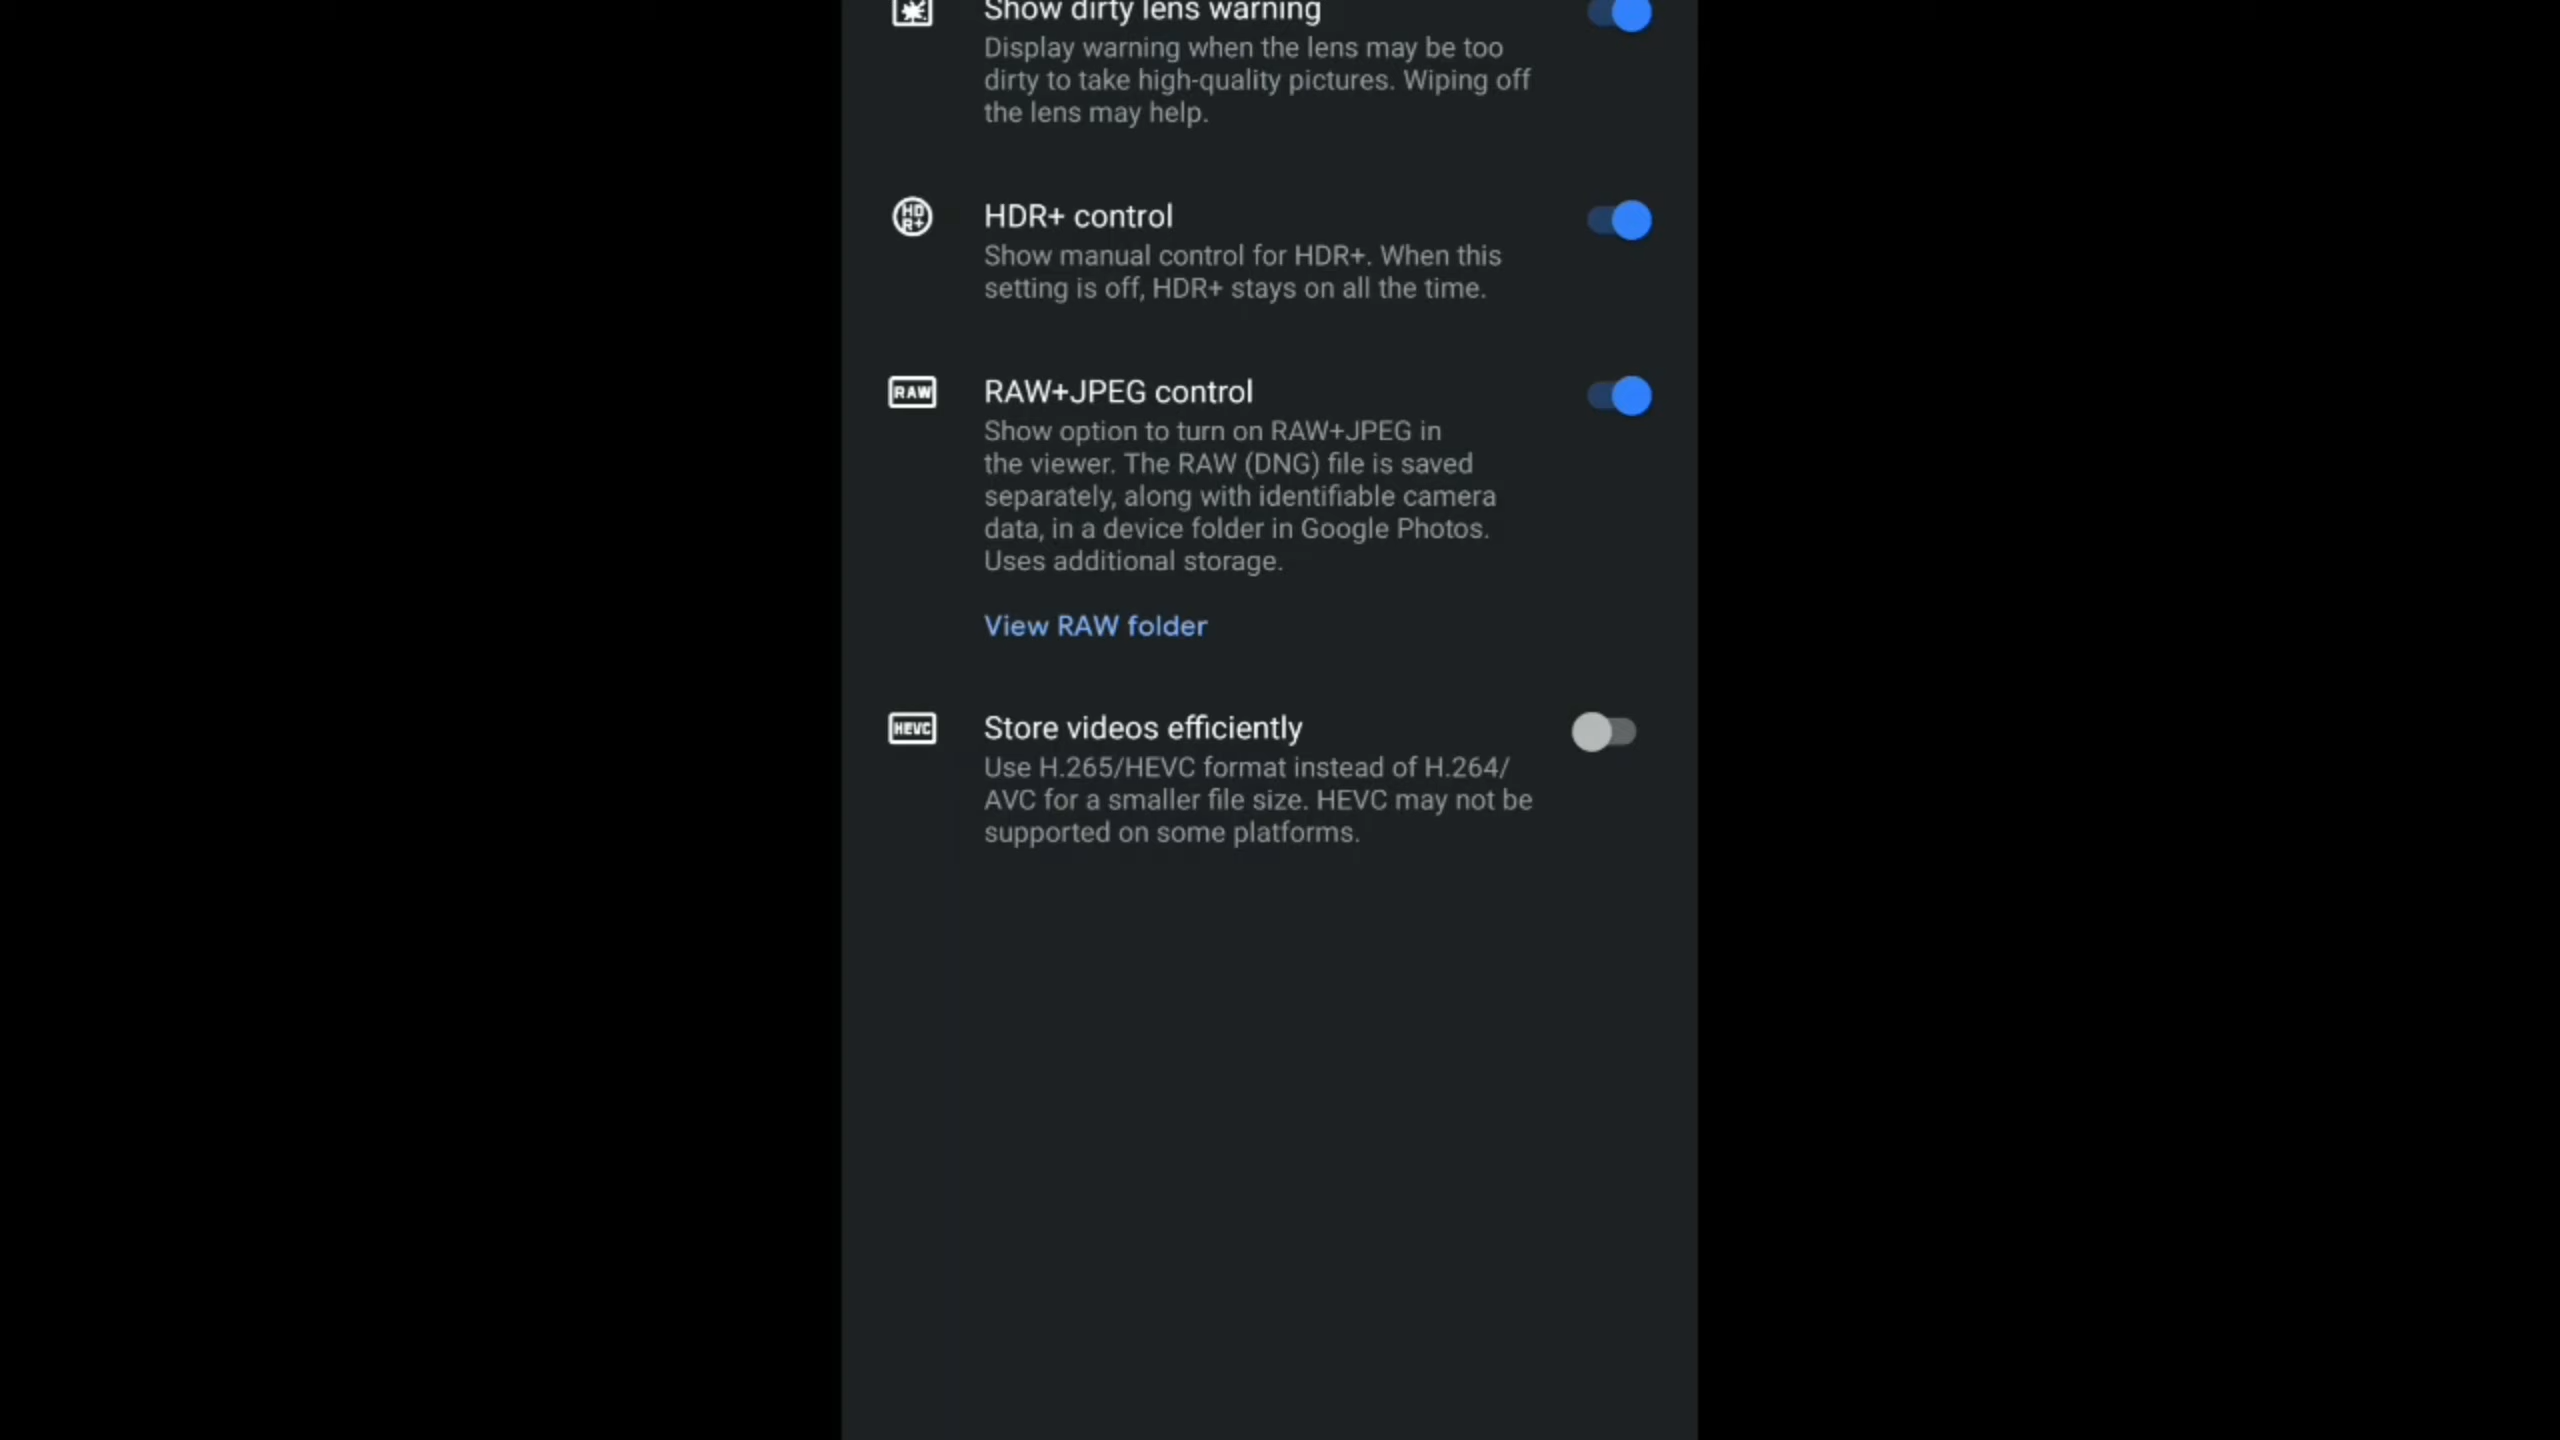 Show dirty lens warning
Display warning when the lens may be too
dirty to take high-quality pictures. Wiping off
the lens may help.
HD
R+
HDR+ control
Show manual control for HDR+. When this
setting is off, HDR+ stays on all the time.
RAW
RAW+JPEG control
Show option to turn on RAW+JPEG in
the viewer. The RAW (DNG) file is saved
separately, along with identifiable camera
data, in a device folder in Google Photos.
Uses additional storage.
View RAW folder
HEVC
Store videos efficiently
Use H.265/HEVC format instead of H.264/
AVC for a smaller file size. HEVC may not be
supported on some platforms.